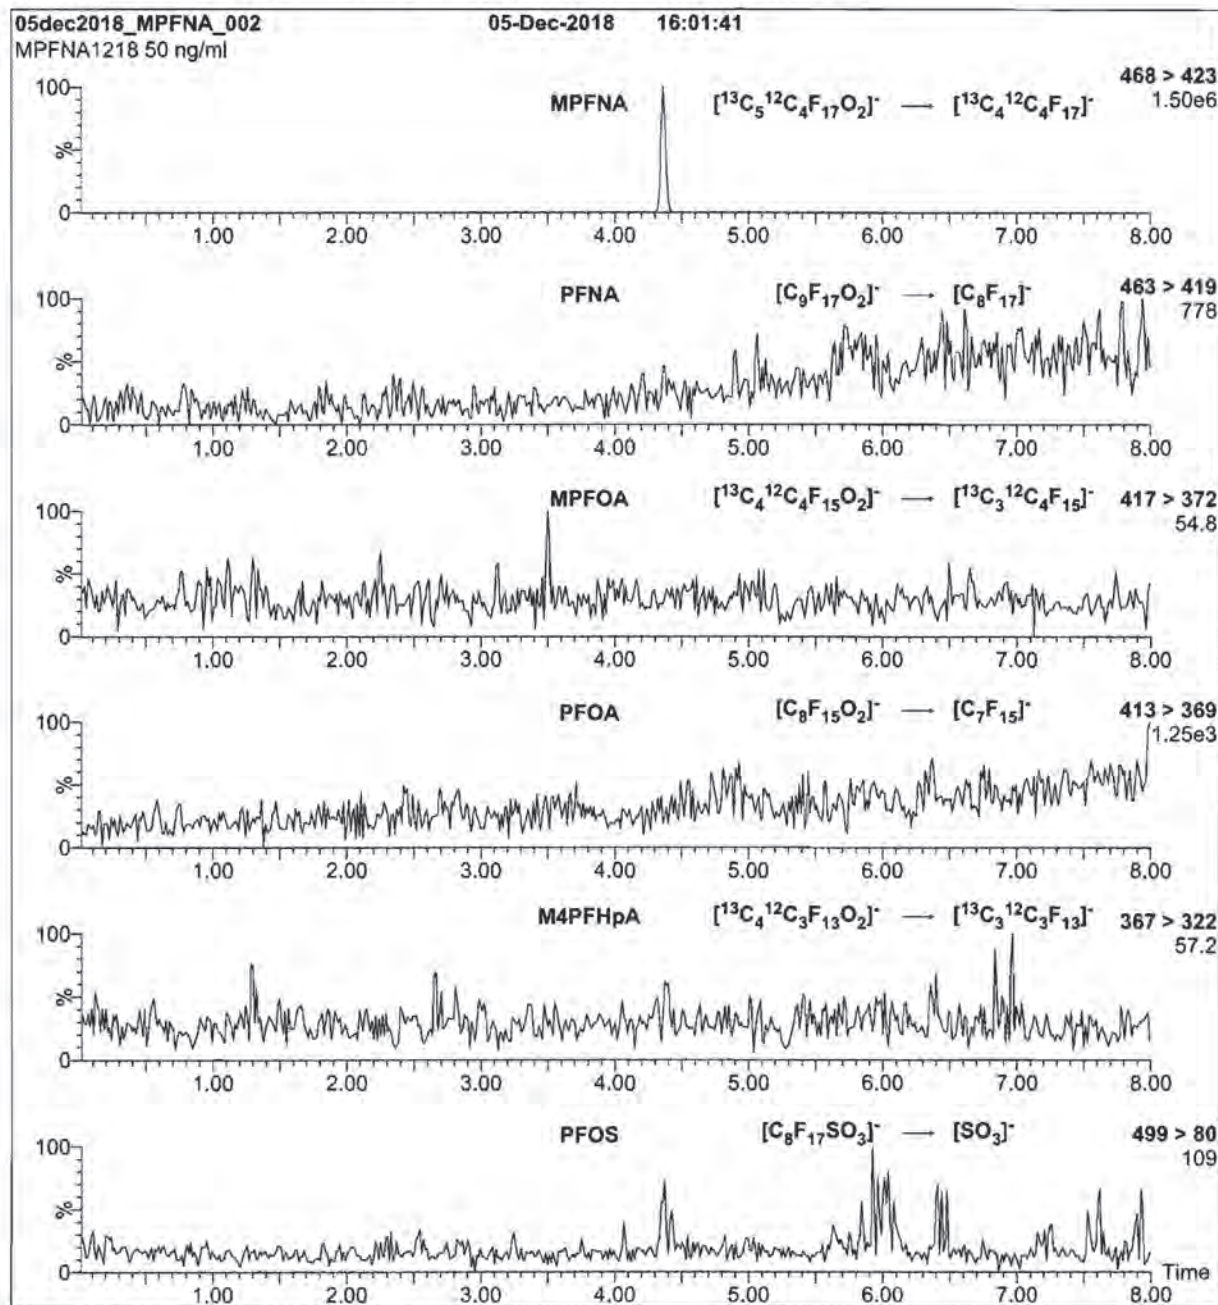 05dec2018_MPFNA_002 05-Dec-2018 16:01:41
MPFNA1218 50 ng/ml
MPFNA [¹³C₅¹²C₄F₁₇O₂]⁻ → [¹³C₄¹²C₄F₁₇]⁻ 468 > 423
1.50e6
100
%
0
1.00 2.00 3.00 4.00 5.00 6.00 7.00 8.00
PFNA [C₉F₁₇O₂]⁻ → [C₈F₁₇]⁻ 463 > 419
778
100
%
0
1.00 2.00 3.00 4.00 5.00 6.00 7.00 8.00
MPFOA [¹³C₄¹²C₄F₁₅O₂]⁻ → [¹³C₃¹²C₄F₁₅]⁻ 417 > 372
54.8
100
%
0
1.00 2.00 3.00 4.00 5.00 6.00 7.00 8.00
PFOA [C₈F₁₅O₂]⁻ → [C₇F₁₅]⁻ 413 > 369
1.25e3
100
%
0
1.00 2.00 3.00 4.00 5.00 6.00 7.00 8.00
M4PFHpA [¹³C₄¹²C₃F₁₃O₂]⁻ → [¹³C₃¹²C₃F₁₃]⁻ 367 > 322
57.2
100
%
0
1.00 2.00 3.00 4.00 5.00 6.00 7.00 8.00
PFOS [C₈F₁₇SO₃]⁻ → [SO₃]⁻ 499 > 80
109
100
%
0
Time
1.00 2.00 3.00 4.00 5.00 6.00 7.00 8.00